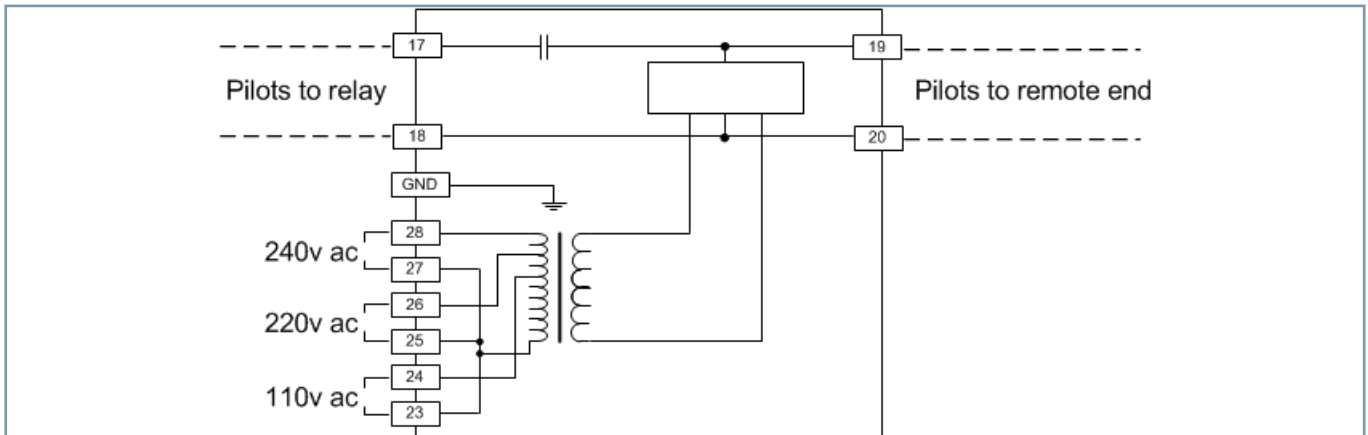 17
19
Pilots to relay
Pilots to remote end
18
20
GND
28
240v ac
27
26
220v ac
25
24
110v ac
23